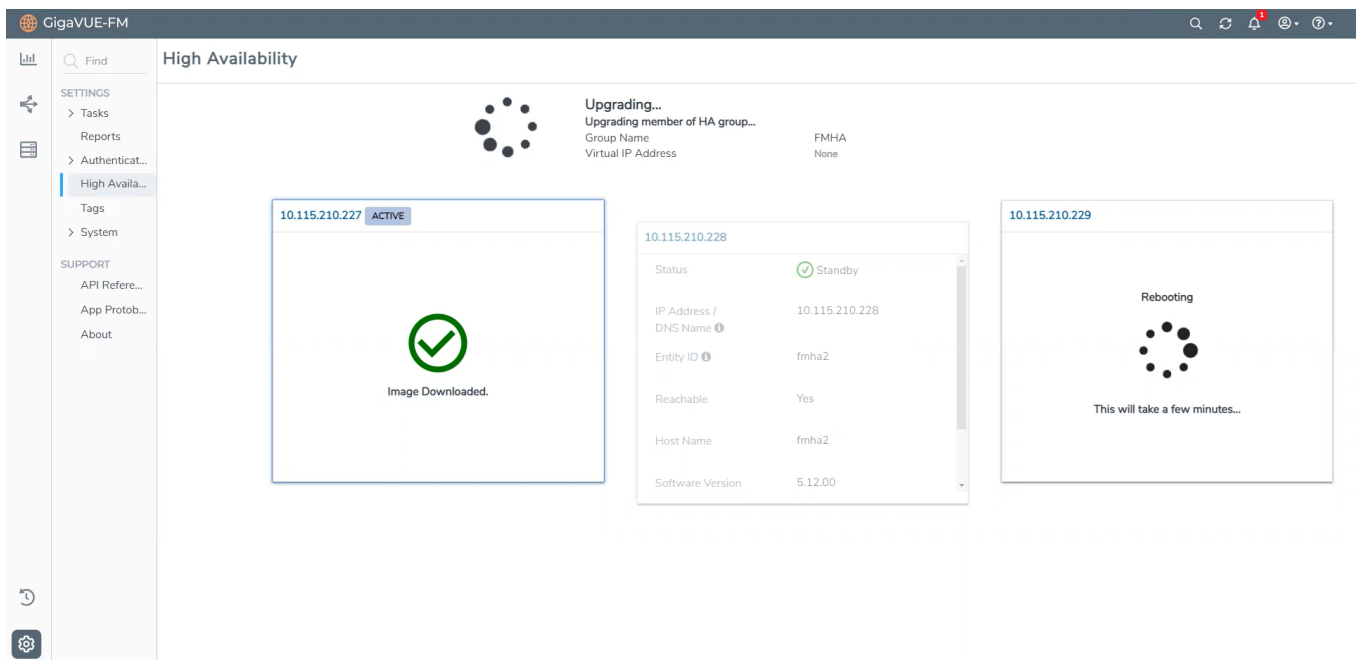 GigaVUE-FM
1
Find
High Availability
SETTINGS
Tasks
Reports
Authenticat...
High Availa...
Tags
System
SUPPORT
API Refere...
App Protob...
About
Upgrading...
Upgrading member of HA group...
Group Name FMHA
Virtual IP Address None
10.115.210.227 ACTIVE
Image Downloaded.
10.115.210.228
Status Standby
IP Address / 10.115.210.228
DNS Name
Entity ID fmha2
Reachable Yes
Host Name fmha2
Software Version 5.12.00
10.115.210.229
Rebooting
This will take a few minutes...